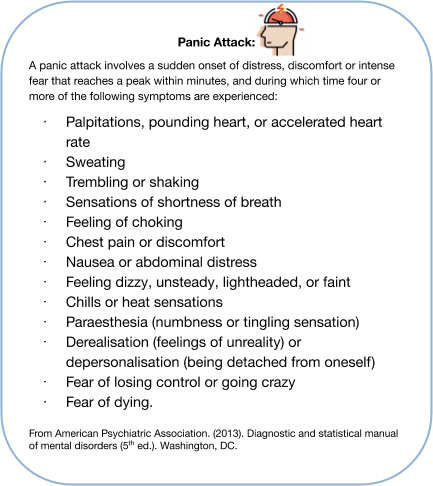 Panic Attack:
A panic attack involves a sudden onset of distress, discomfort or intense
fear that reaches a peak within minutes, and during which time four or
more of the following symptoms are experienced:
· Palpitations, pounding heart, or accelerated heart
rate
· Sweating
· Trembling or shaking
· Sensations of shortness of breath
· Feeling of choking
· Chest pain or discomfort
· Nausea or abdominal distress
· Feeling dizzy, unsteady, lightheaded, or faint
· Chills or heat sensations
· Paraesthesia (numbness or tingling sensation)
· Derealisation (feelings of unreality) or
depersonalisation (being detached from oneself)
· Fear of losing control or going crazy
· Fear of dying.
From American Psychiatric Association. (2013). Diagnostic and statistical manual
of mental disorders (5th ed.). Washington, DC.